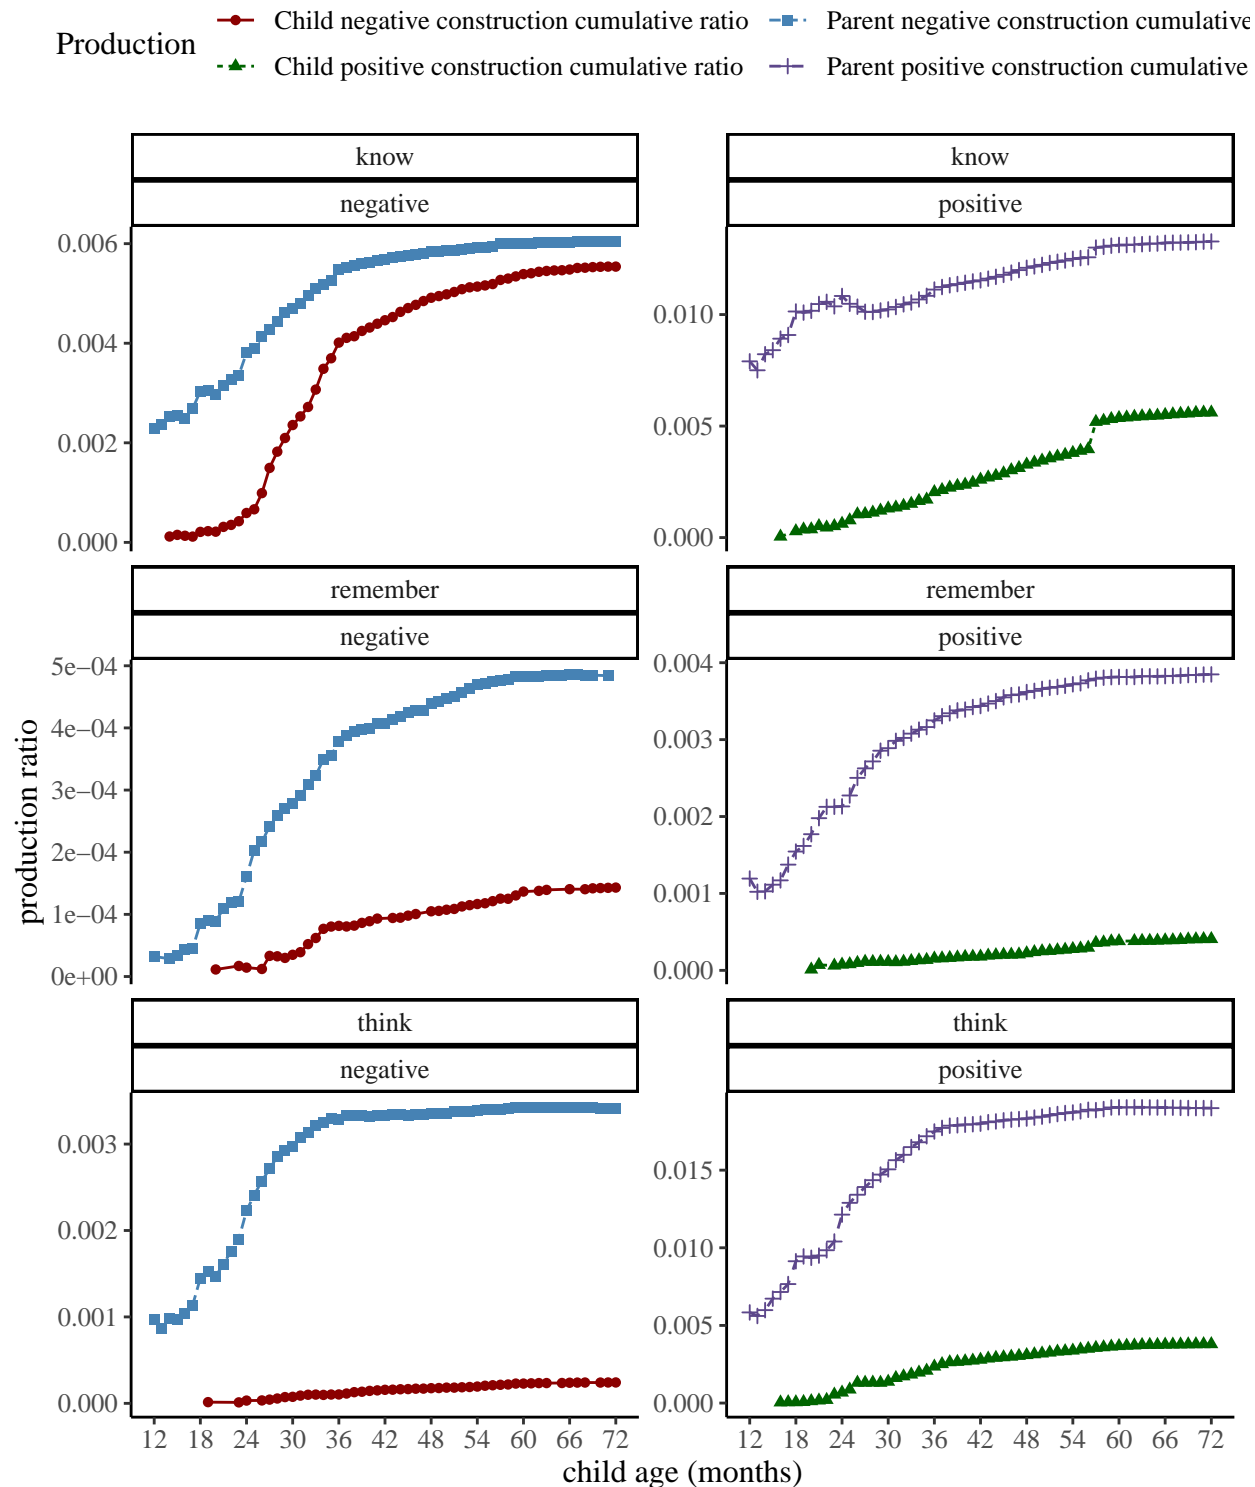 Production
Child negative construction cumulative ratio
Parent negative construction cumulative
Child positive construction cumulative ratio
Parent positive construction cumulative
know
know
negative
positive
0.006
0.004
0.002
0.000
0.010
0.005
0.000
remember
remember
negative
positive
5e−04
4e−04
3e−04
2e−04
1e−04
0e+00
0.004
0.003
0.002
0.001
0.000
production ratio
think
think
negative
positive
0.003
0.002
0.001
0.000
0.015
0.010
0.005
0.000
12 18 24 30 36 42 48 54 60 66 72
12 18 24 30 36 42 48 54 60 66 72
child age (months)